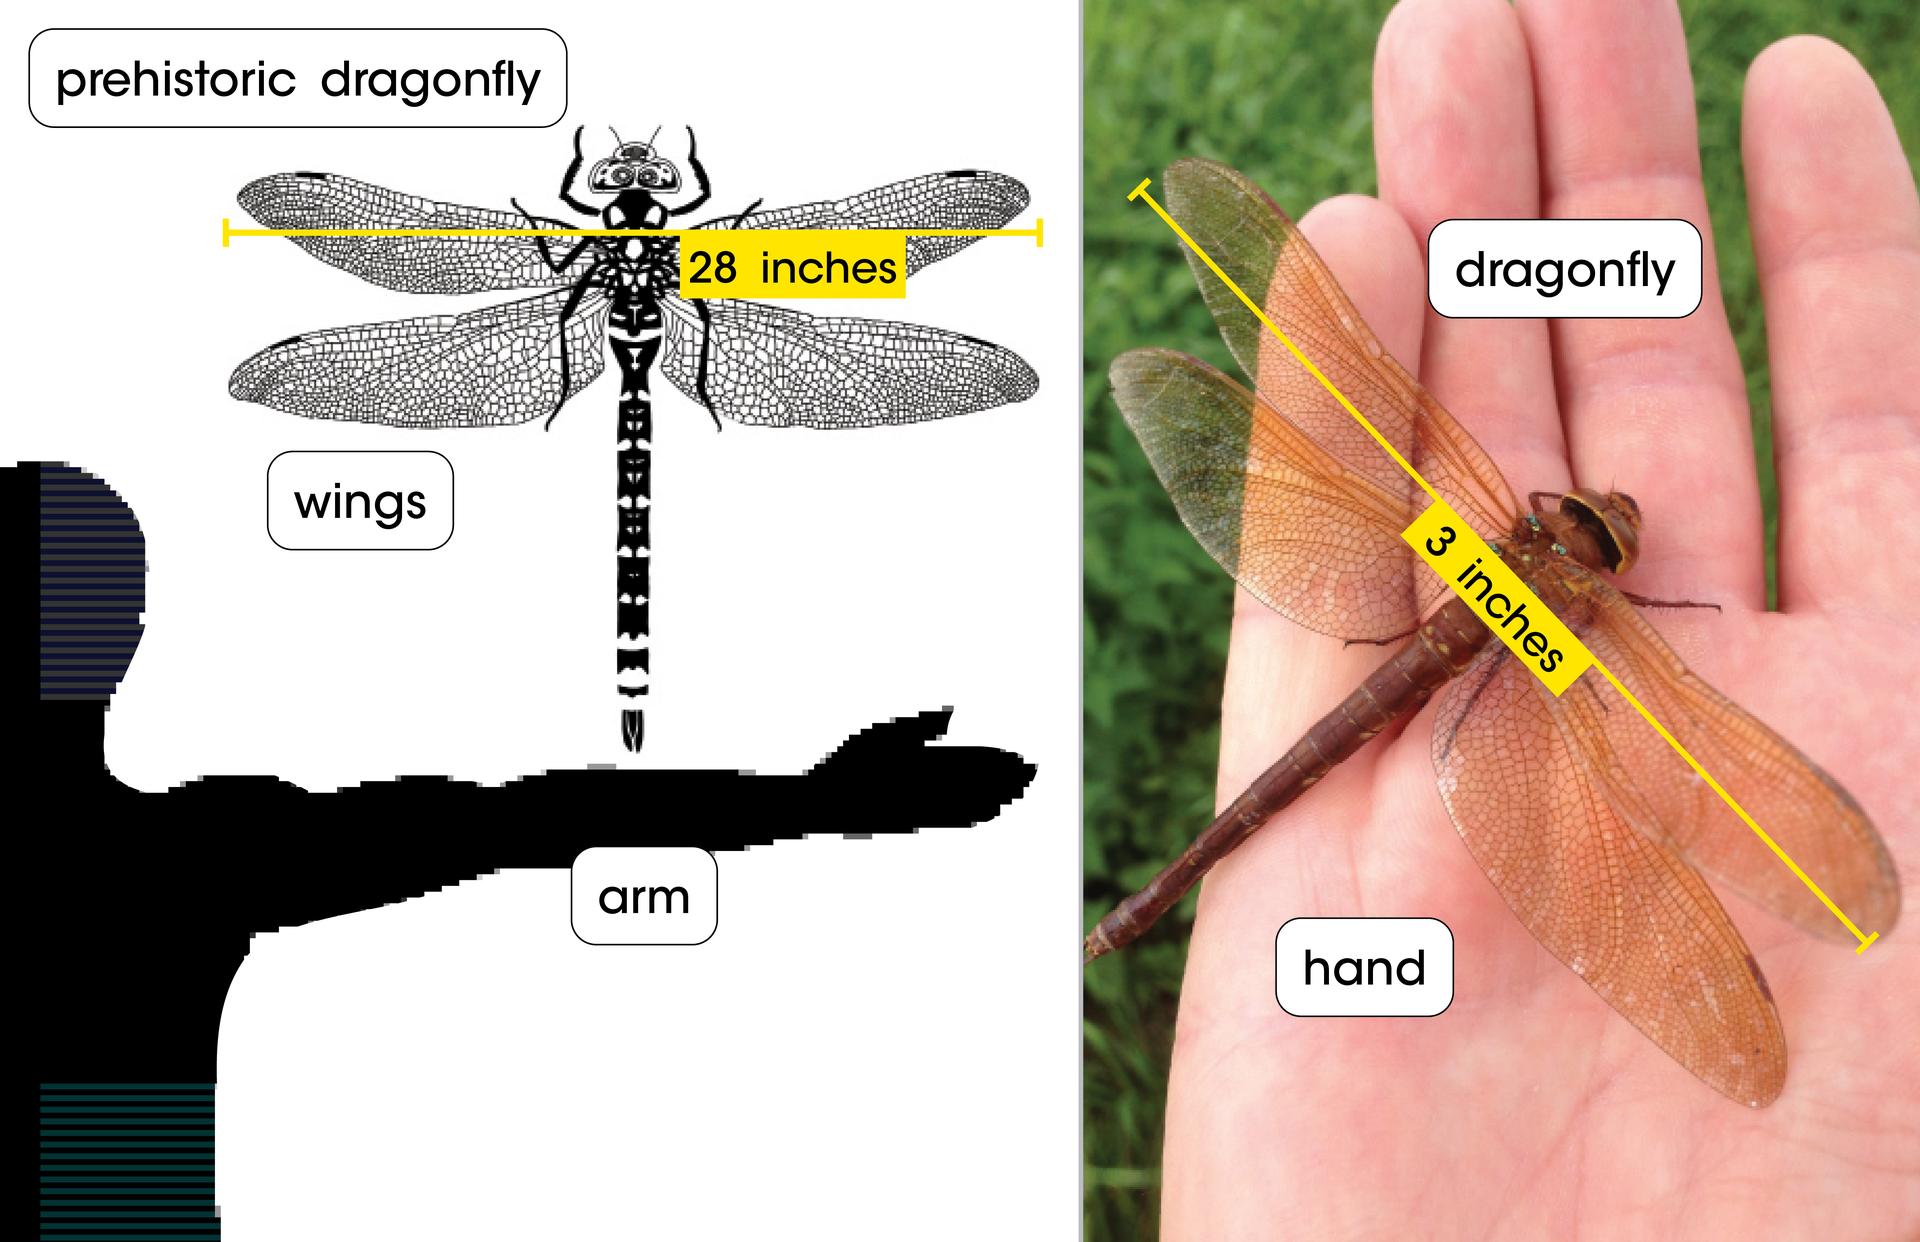 prehistoric dragonfly
28 inches
wings
arm
dragonfly
3 inches
hand